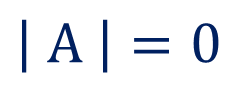 | A | = 0